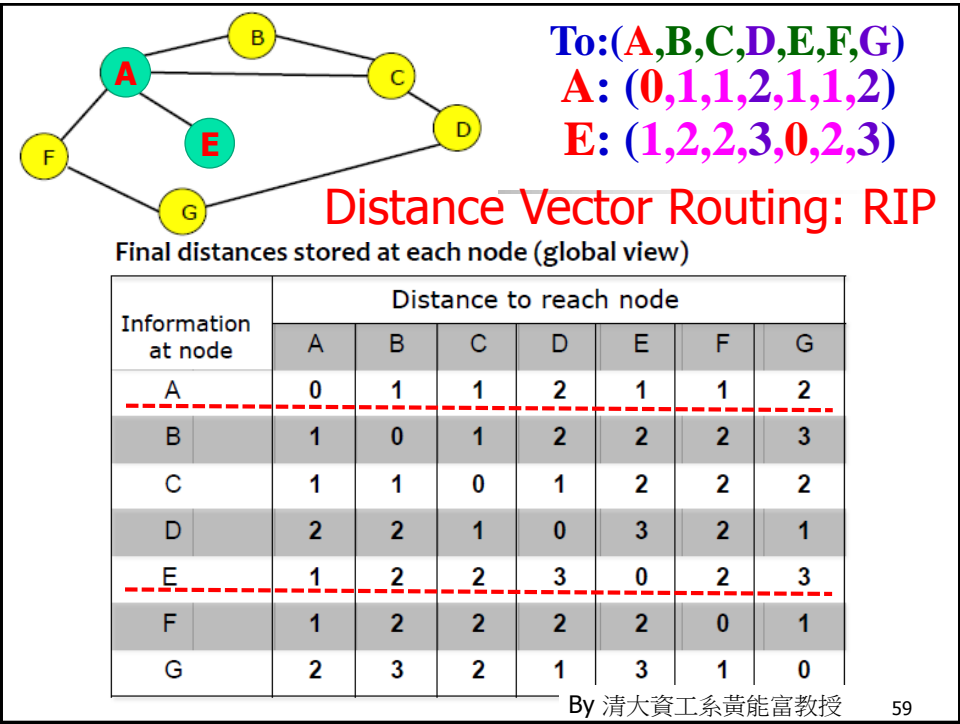 B
A
C
D
E
F
G
To:(A,B,C,D,E,F,G)
A: (0,1,1,2,1,1,2)
E: (1,2,2,3,0,2,3)
Distance Vector Routing: RIP
Final distances stored at each node (global view)
Information at node
Distance to reach node
A B C D E F G
A 0 1 1 2 1 1 2
B 1 0 1 2 2 2 3
C 1 1 0 1 2 2 2
D 2 2 1 0 3 2 1
E 1 2 2 3 0 2 3
F 1 2 2 2 2 0 1
G 2 3 2 1 3 1 0
By 清大資工系黃能富教授 59